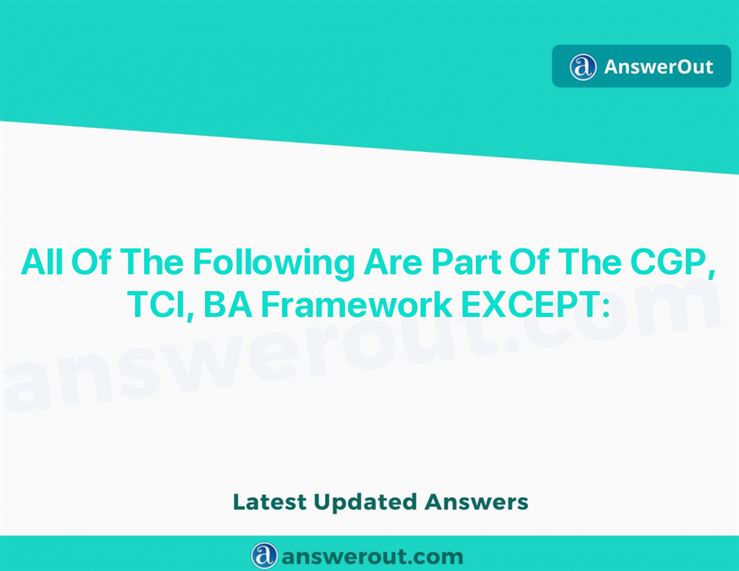 AnswerOut
All Of The Following Are Part Of The CGP,
TCI, BA Framework EXCEPT:
answerout.com
Latest Updated Answers
answerout.com